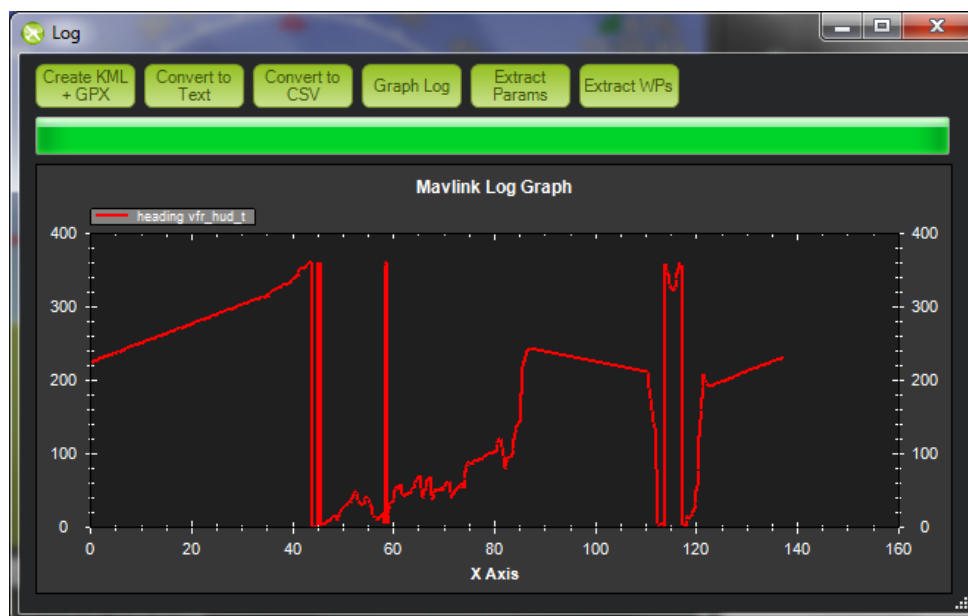 Log
Create KML
+ GPX
Convert to
Text
Convert to
CSV
Graph Log
Extract
Params
Extract WPs
Mavlink Log Graph
heading vfr_hud_t
400
300
200
100
0
400
300
200
100
0
0 20 40 60 80 100 120 140 160
X Axis